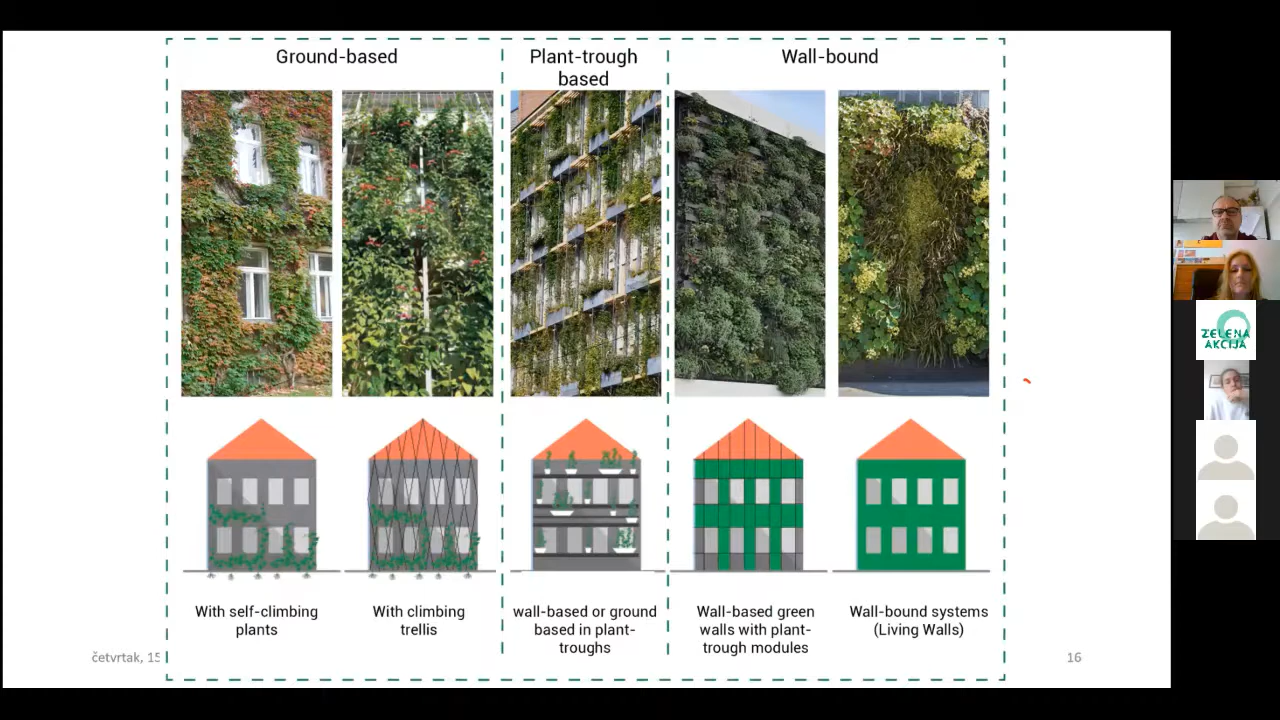 Ground-based
Plant-trough
based
Wall-bound
With self-climbing
plants
With climbing
trellis
wall-based or ground
based in plant-
troughs
Wall-based green
walls with plant-
trough modules
Wall-bound systems
(Living Walls)
četvrtak, 15
16
ZELENA
AKCIJA